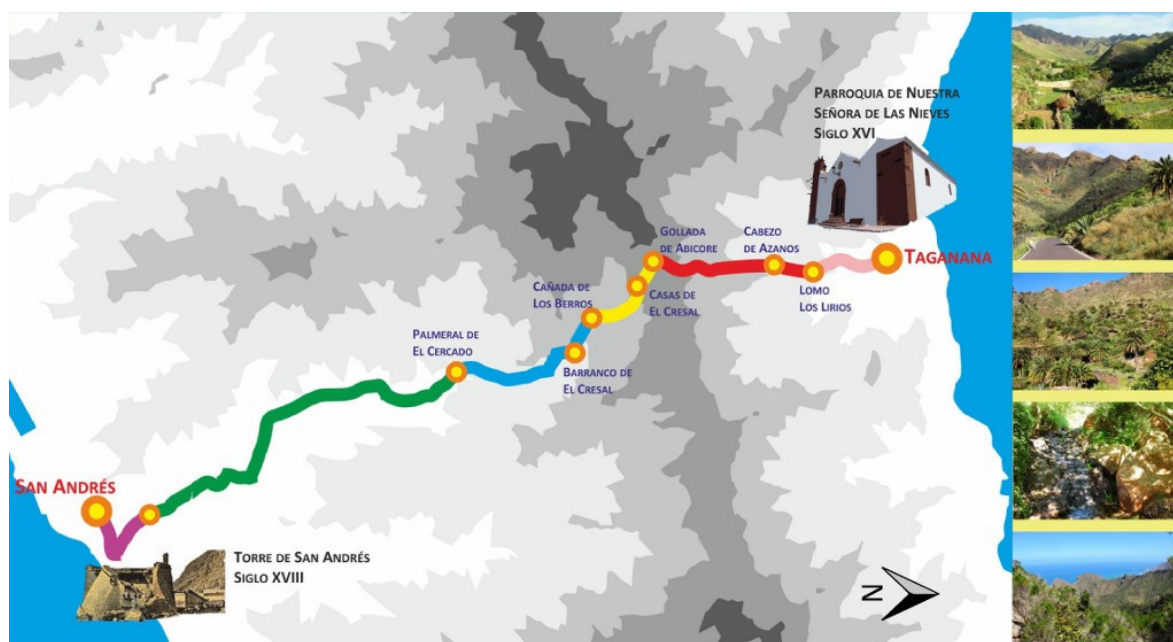 PARROQUIA DE NUESTRA
SEÑORA DE LAS NIEVES
SIGLO XVI
GOLLADA
DE ABICORE
CABEZO
DE AZANOS
TAGANANA
CAÑADA DE
LOS BERROS
CASAS DE
EL CRESAL
LOMO
LOS LIRIOS
PALMERAL DE
EL CERCADO
BARRANCO DE
EL CRESAL
SAN ANDRÉS
TORRE DE SAN ANDRÉS
SIGLO XVIII
N